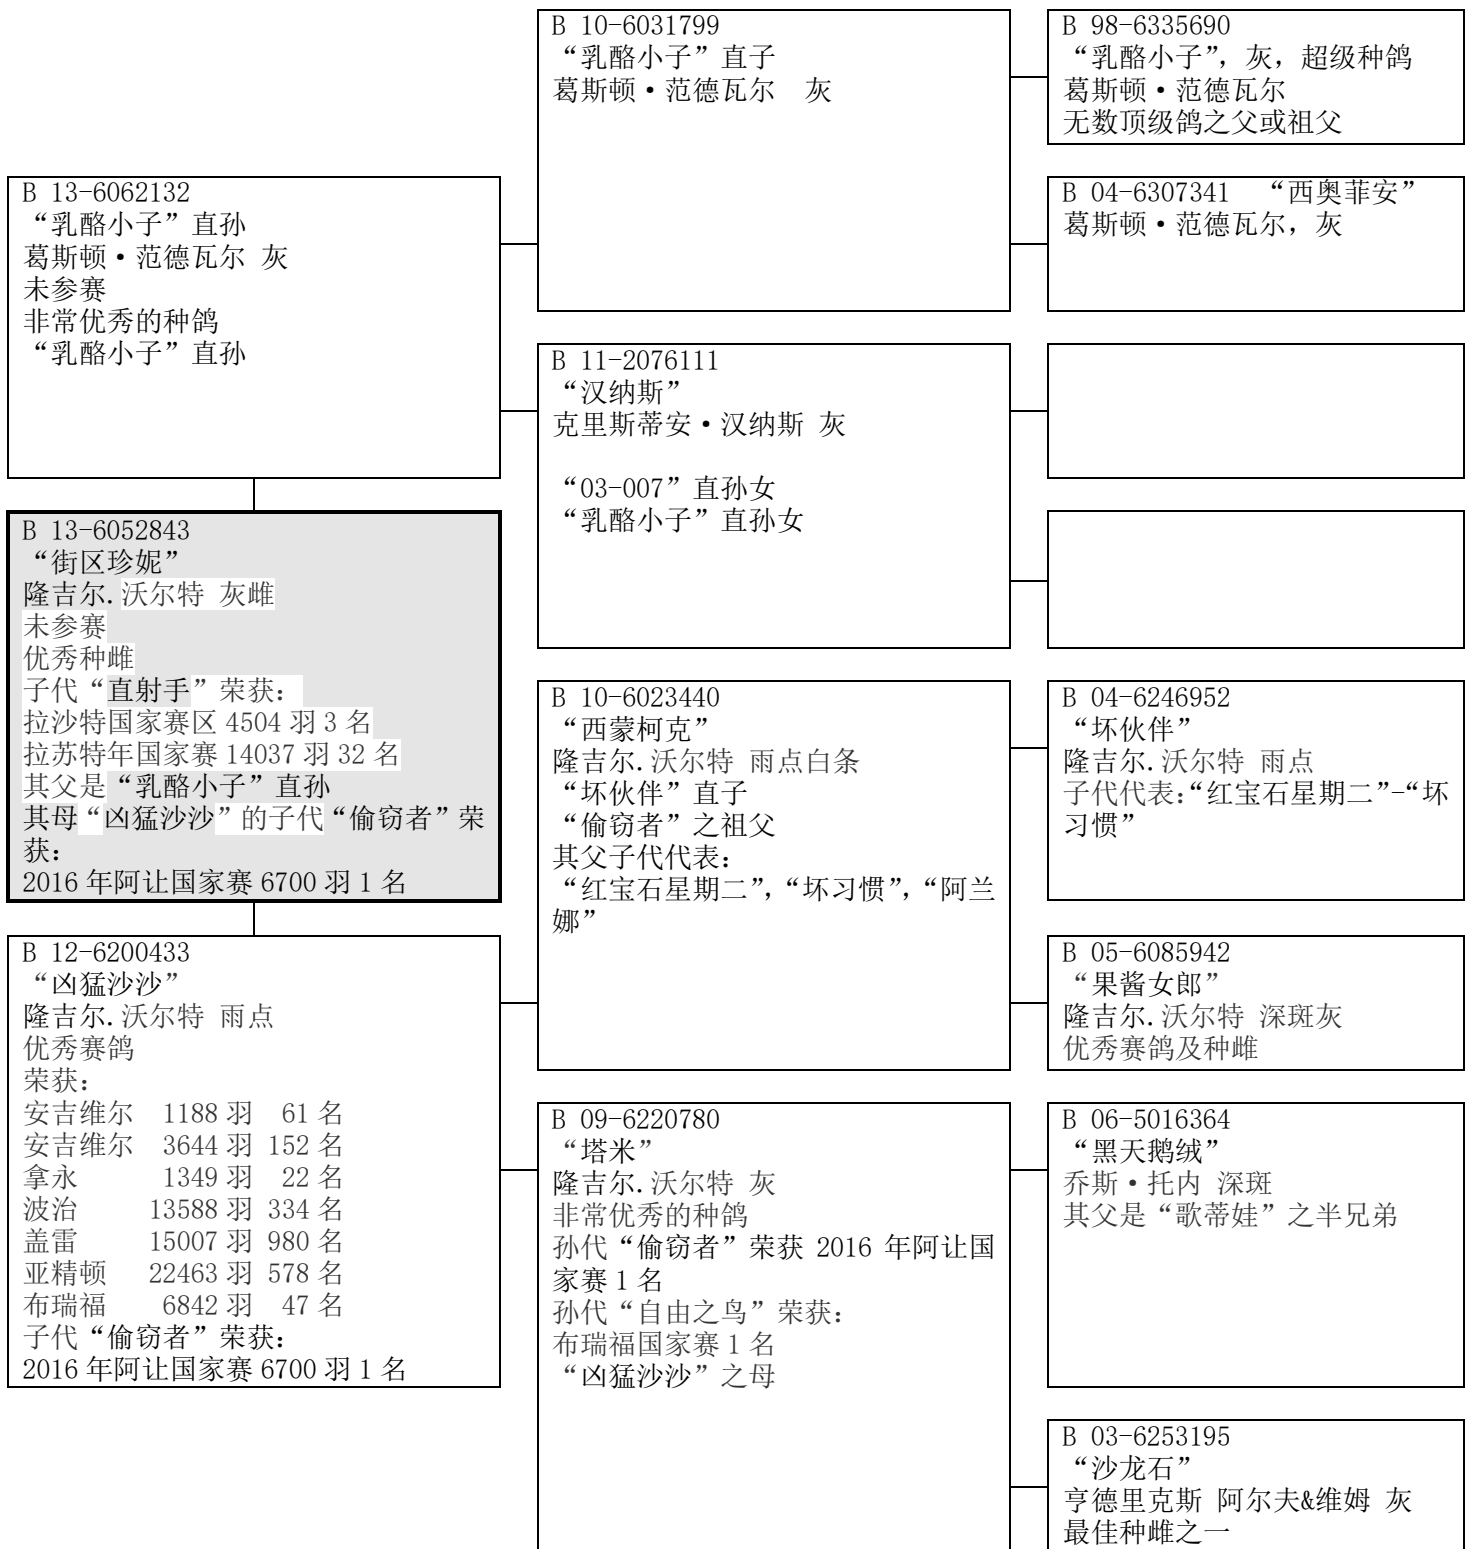 B 13-6062132
“乳酪小子”直孙
葛斯顿•范德瓦尔 灰
未参赛
非常优秀的种鸽
“乳酪小子”直孙
B 13-6052843
“街区珍妮”
隆吉尔.沃尔特 灰雌
未参赛
优秀种雌
子代“直射手”荣获：
拉沙特国家赛区 4504 羽 3 名
拉苏特年国家赛 14037 羽 32 名
其父是“乳酪小子”直孙
其母“凶猛沙沙”的子代“偷窃者”荣
获：
2016 年阿让国家赛 6700 羽 1 名
B 12-6200433
“凶猛沙沙”
隆吉尔.沃尔特 雨点
优秀赛鸽
荣获：
安吉维尔 1188 羽 61 名
安吉维尔 3644 羽 152 名
拿永 1349 羽 22 名
波治 13588 羽 334 名
盖雷 15007 羽 980 名
亚精顿 22463 羽 578 名
布瑞福 6842 羽 47 名
子代“偷窃者”荣获：
2016 年阿让国家赛 6700 羽 1 名
B 10-6031799
“乳酪小子”直子
葛斯顿•范德瓦尔 灰
B 11-2076111
“汉纳斯”
克里斯蒂安•汉纳斯 灰
“03-007”直孙女
“乳酪小子”直孙女
B 10-6023440
“西蒙柯克”
隆吉尔.沃尔特 雨点白条
“坏伙伴”直子
“偷窃者”之祖父
其父子代代表：
“红宝石星期二”，“坏习惯”，“阿兰
娜”
B 09-6220780
“塔米”
隆吉尔.沃尔特 灰
非常优秀的种鸽
孙代“偷窃者”荣获 2016 年阿让国
家赛 1 名
孙代“自由之鸟”荣获：
布瑞福国家赛 1 名
“凶猛沙沙”之母
B 98-6335690
“乳酪小子”，灰，超级种鸽
葛斯顿•范德瓦尔
无数顶级鸽之父或祖父
B 04-6307341 “西奥菲安”
葛斯顿•范德瓦尔，灰
B 04-6246952
“坏伙伴”
隆吉尔.沃尔特 雨点
子代代表：“红宝石星期二”-“坏
习惯”
B 05-6085942
“果酱女郎”
隆吉尔.沃尔特 深斑灰
优秀赛鸽及种雌
B 06-5016364
“黑天鹅绒”
乔斯•托内 深斑
其父是“歌蒂娃”之半兄弟
B 03-6253195
“沙龙石”
亨德里克斯 阿尔夫&维姆 灰
最佳种雌之一